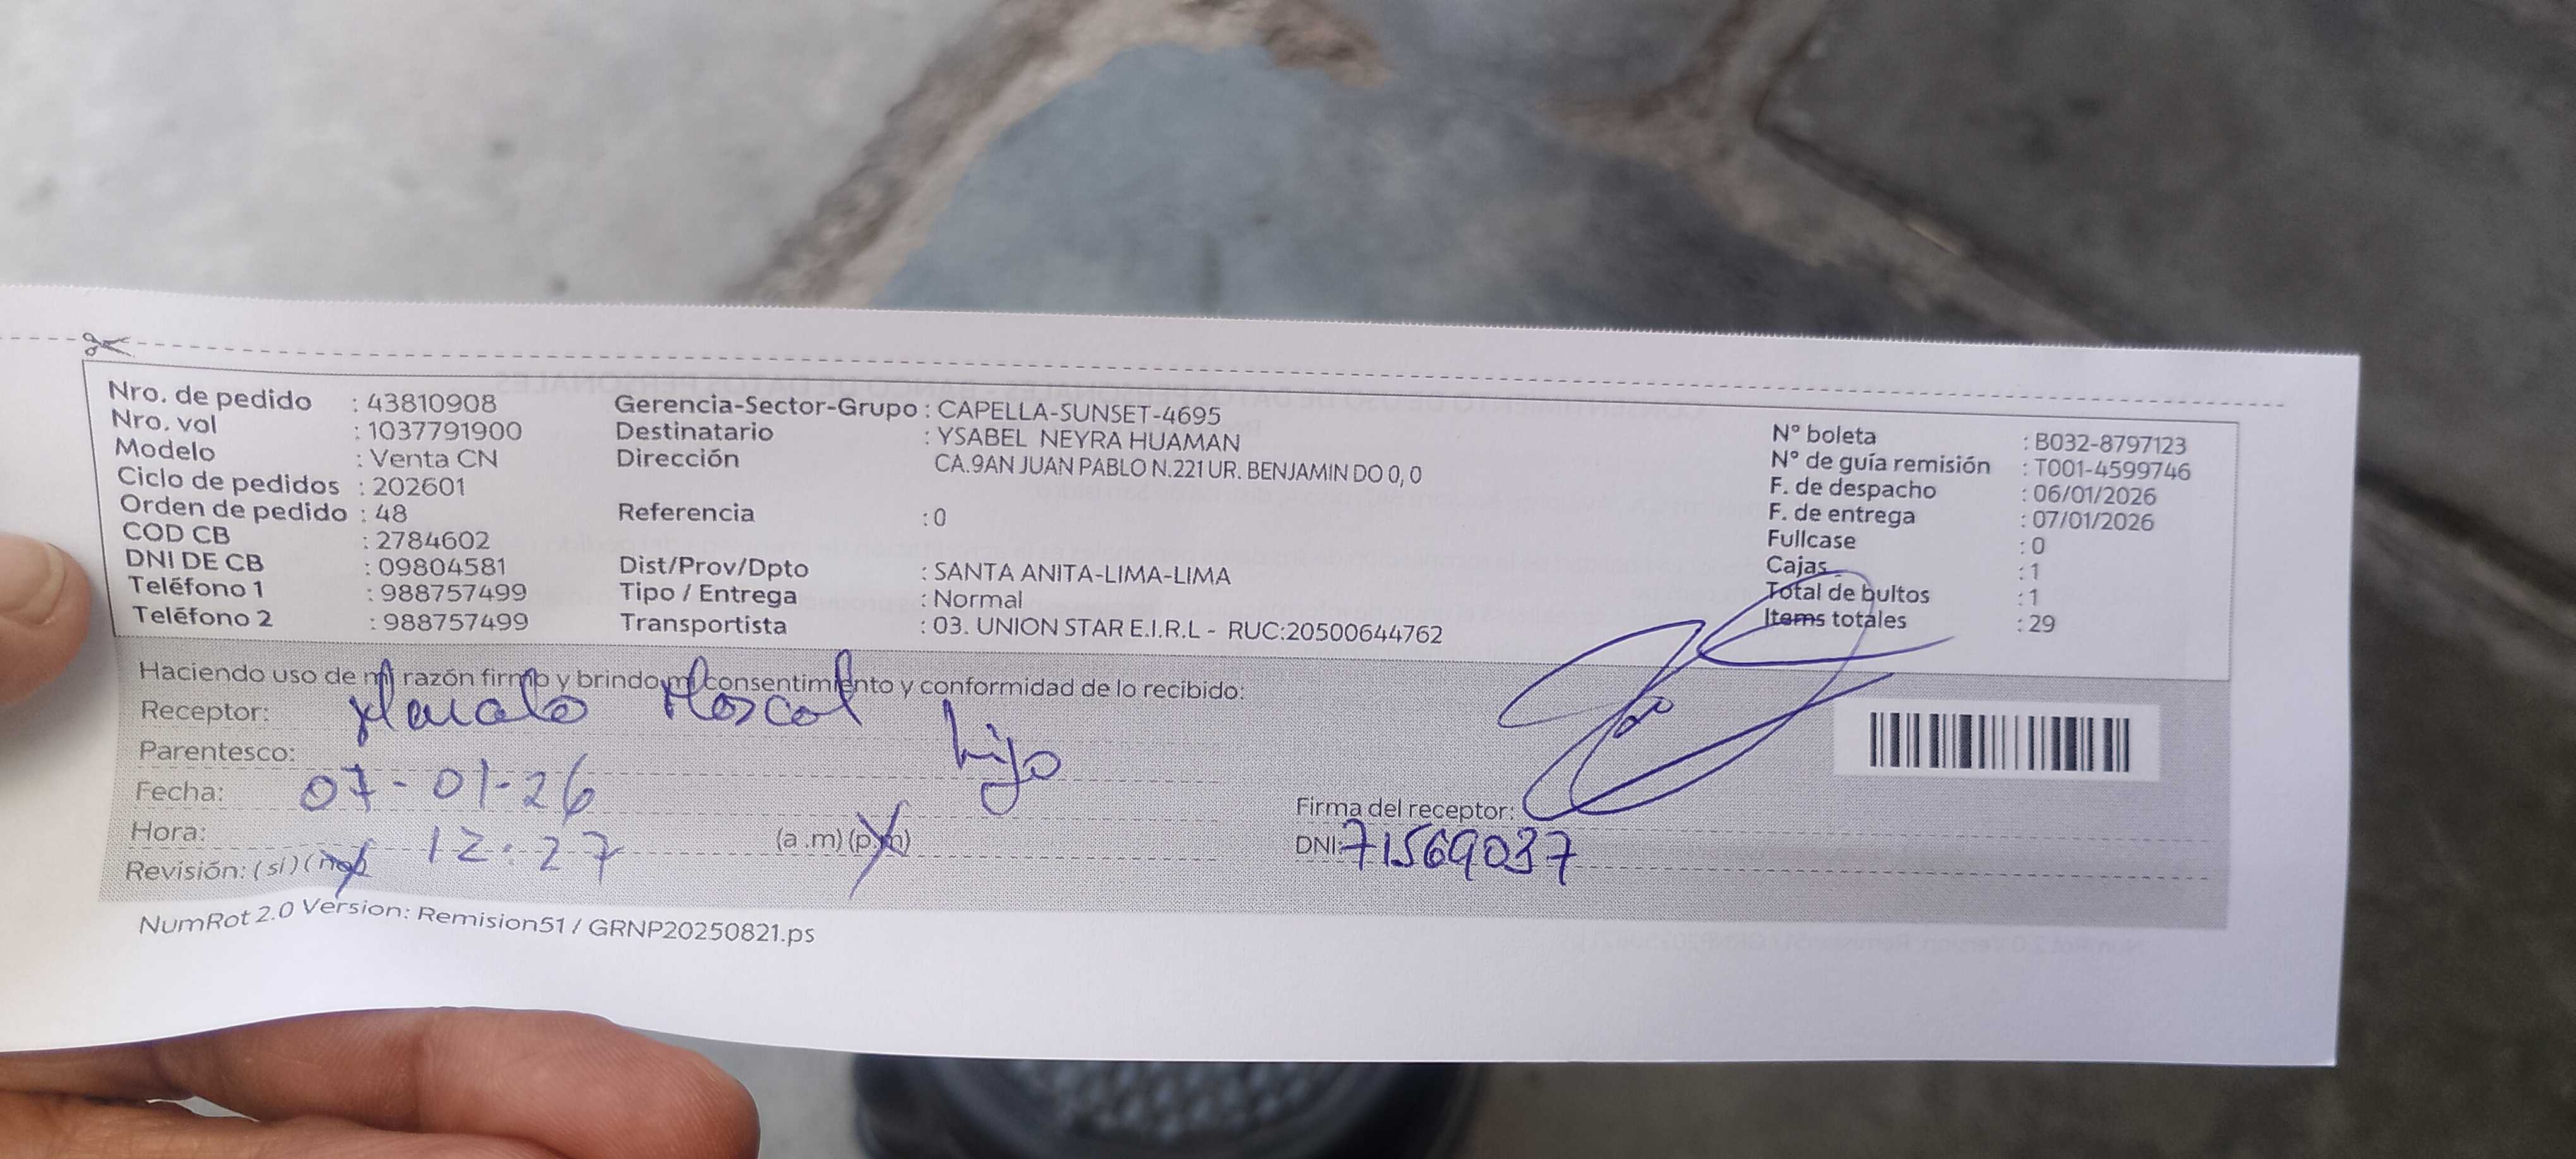 Nro. de pedido : 43810908
Nro. vol : 1037791900
Modelo : Venta CN
Ciclo de pedidos : 202601
Orden de pedido : 48
COD CB : 2784602
DNI DE CB : 09804581
Teléfono 1 : 988757499
Teléfono 2 : 988757499
Gerencia-Sector-Grupo : CAPELLA-SUNSET-4695
Destinatario : YSABEL NEYRA HUAMAN
Dirección CA.9AN JUAN PABLO N.221 UR. BENJAMIN DO 0, 0
Referencia : 0
Dist/Prov/Dpto : SANTA ANITA-LIMA-LIMA
Tipo / Entrega : Normal
Transportista : 03. UNION STAR E.I.R.L - RUC:20500644762
N° boleta : B032-8797123
N° de guía remisión : T001-4599746
F. de despacho : 06/01/2026
F. de entrega : 07/01/2026
Fullcase : 0
Cajas : 1
Total de bultos : 1
Items totales : 29
Haciendo uso de mi razón firmo y brindo mi consentimiento y conformidad de lo recibido:
Receptor:
Parentesco: hijo
Fecha: 07-01-26
Hora: 12:27 (a.m) (p.m)
Revisión: (si) (no)
Firma del receptor:
DNI: 71569037
NumRot 2.0 Version: Remision51 / GRNP20250821.ps